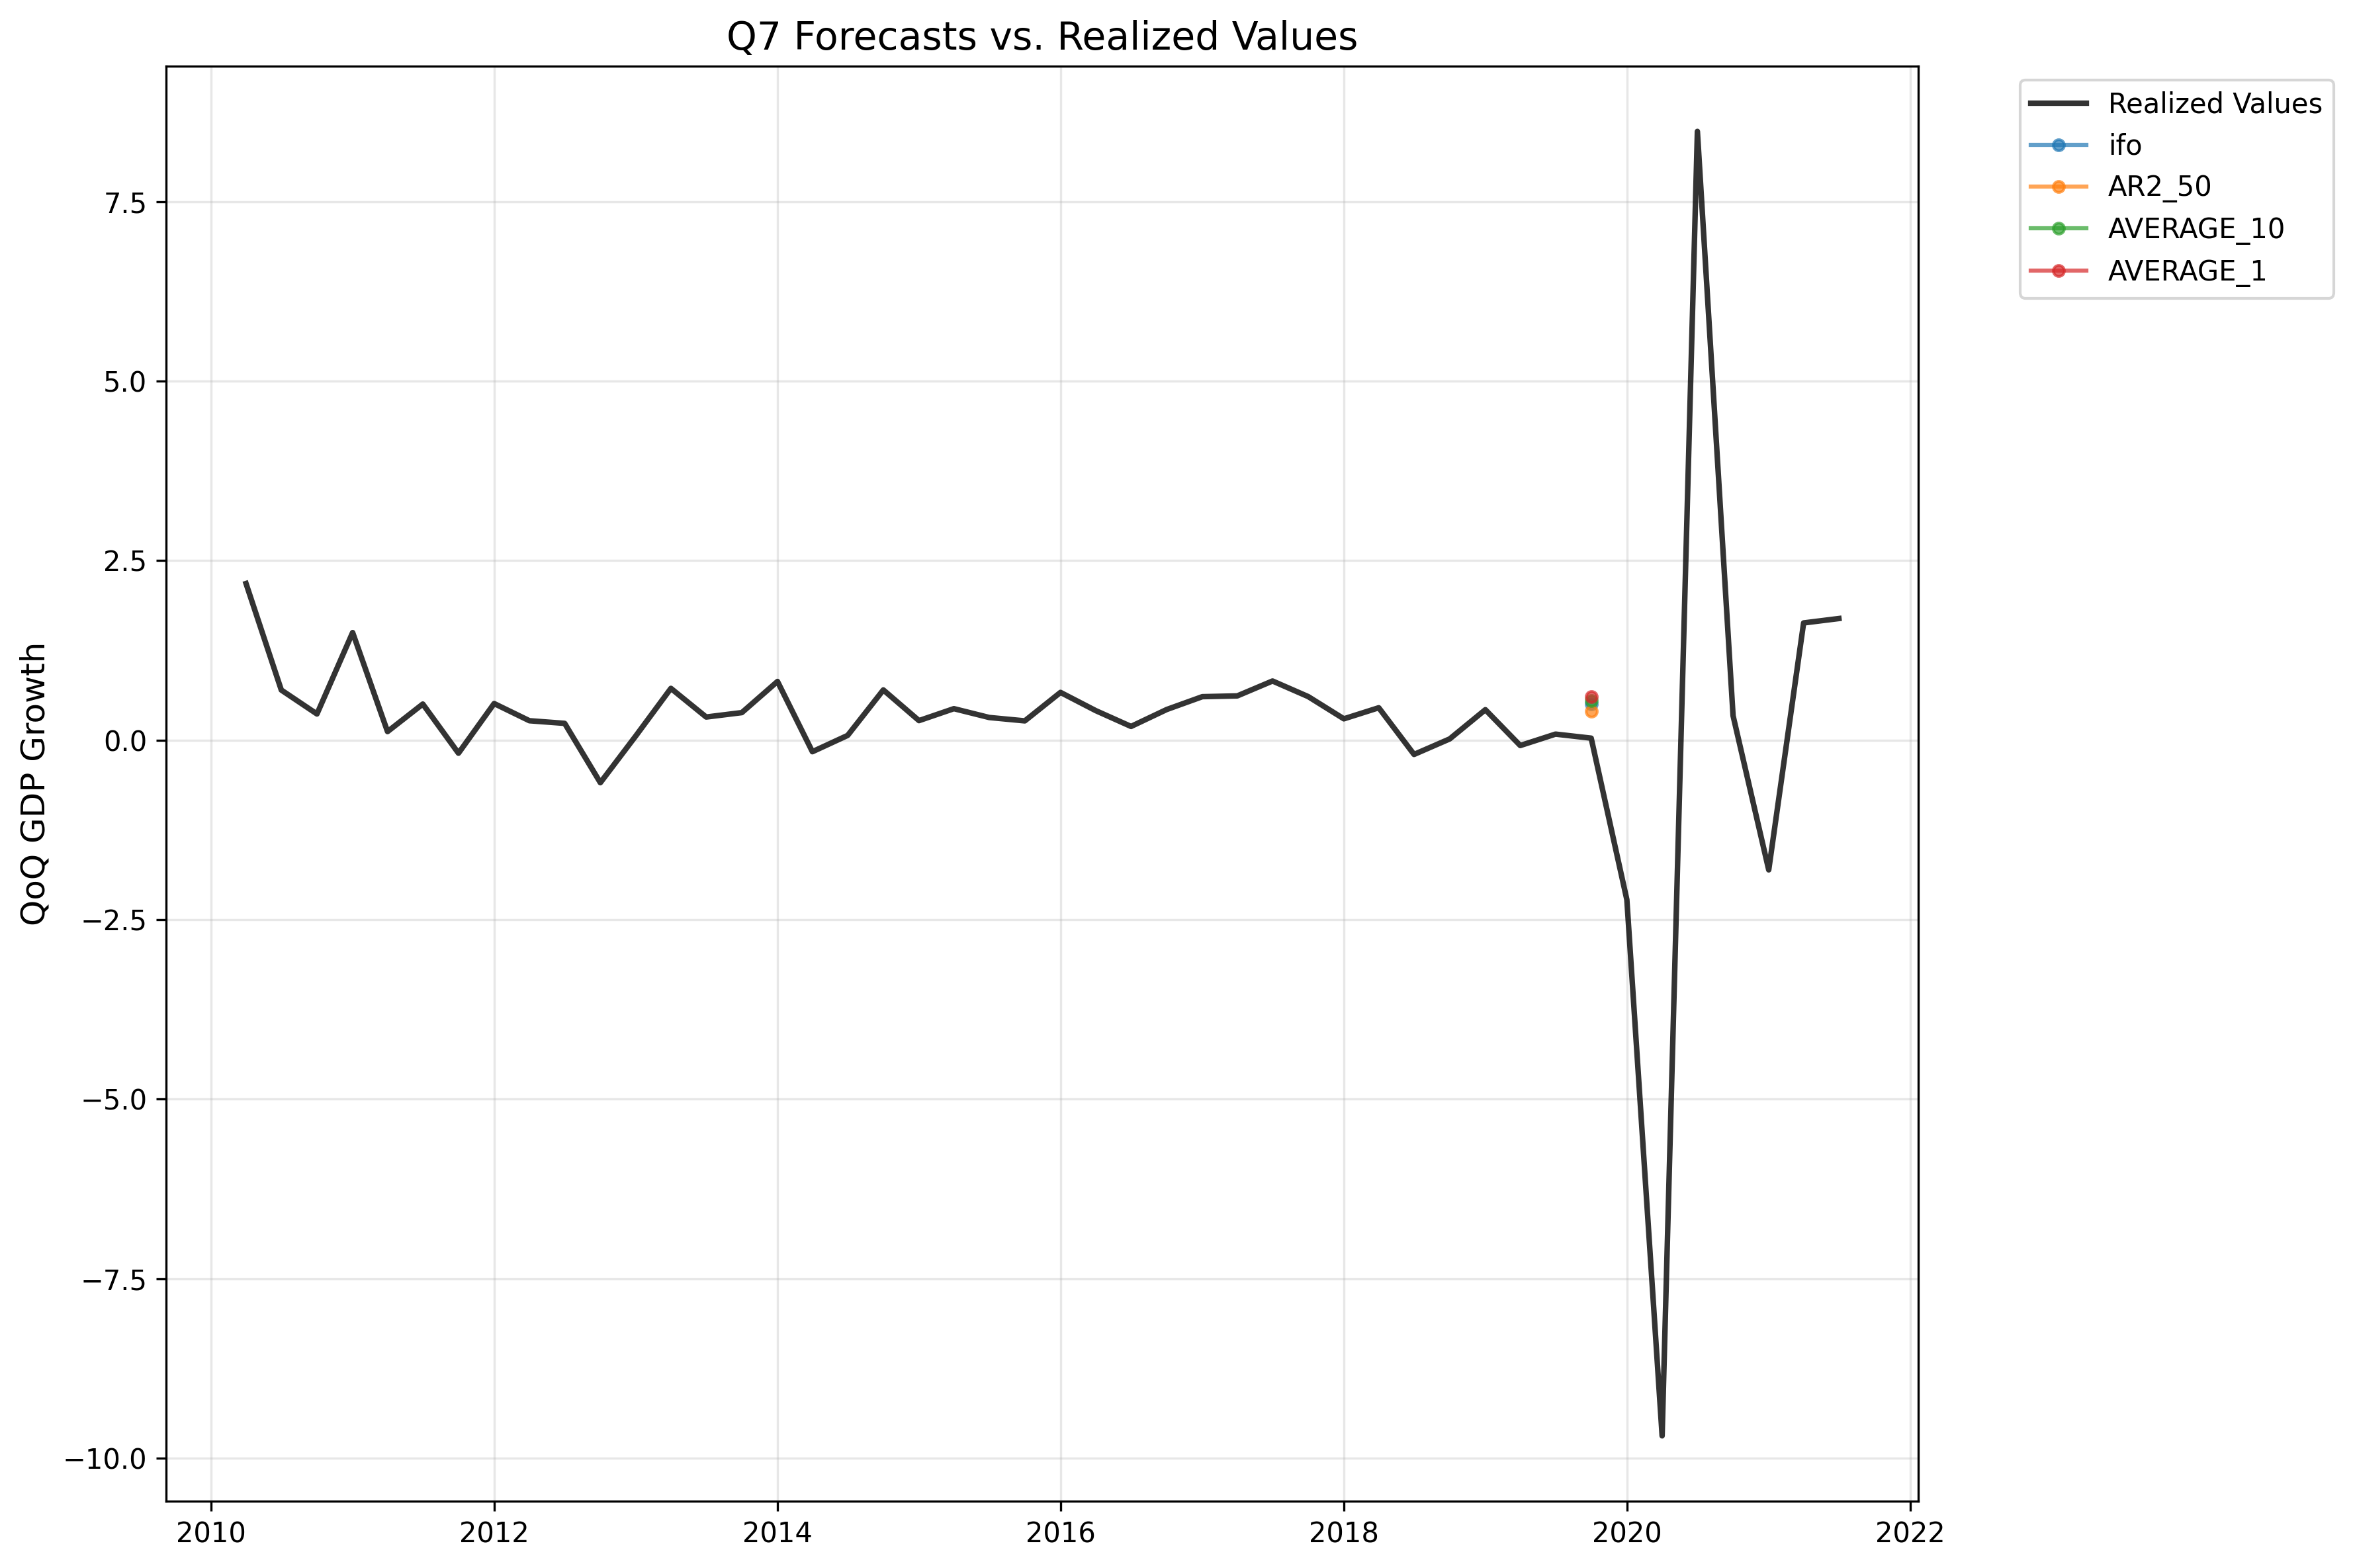 Q7 Forecasts vs. Realized Values
Realized Values
ifo
AR2_50
AVERAGE_10
AVERAGE_1
QoQ GDP Growth
7.5
5.0
2.5
0.0
−2.5
−5.0
−7.5
−10.0
2010 2012 2014 2016 2018 2020 2022